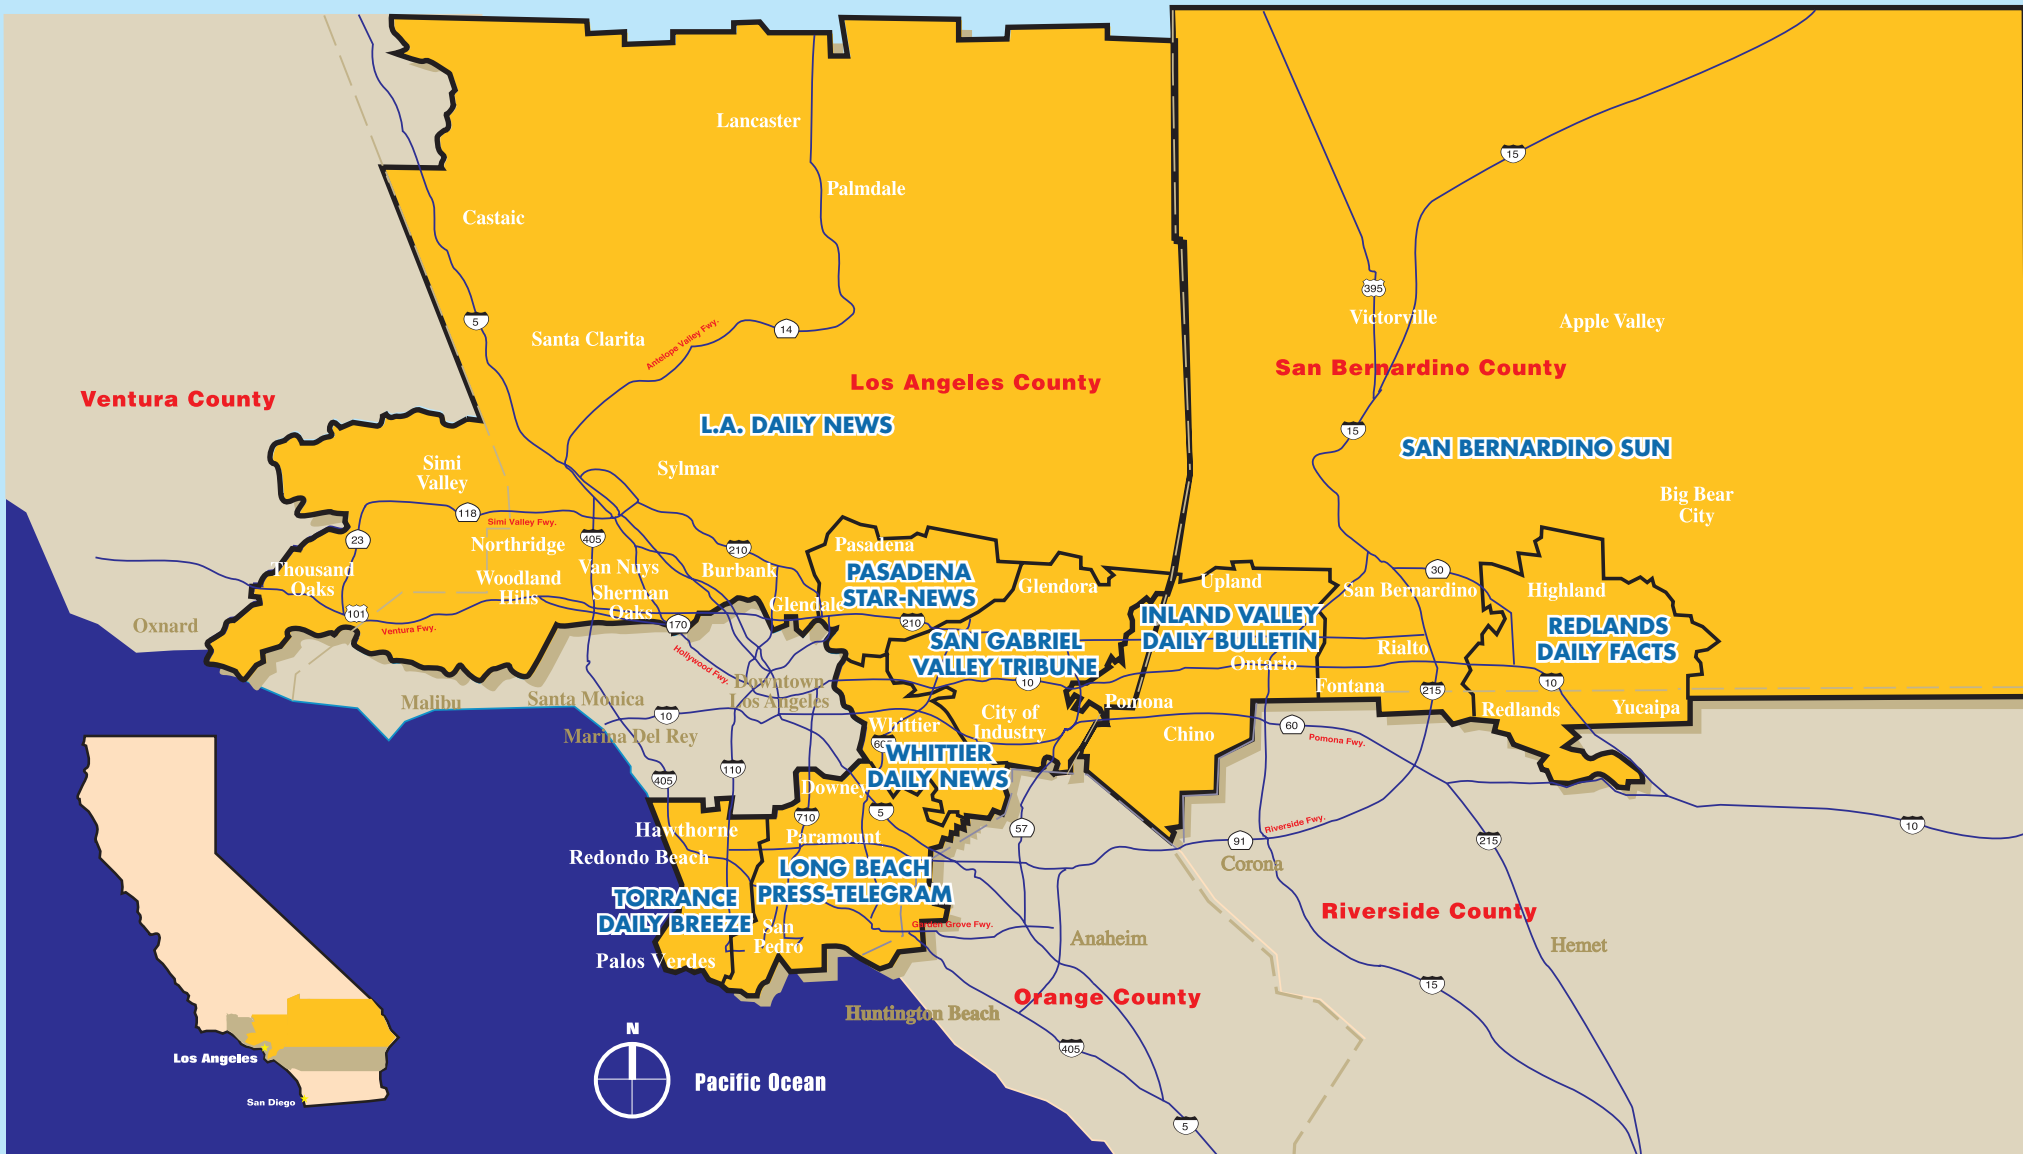 Lancaster
15
Palmdale
Castaic
395
Victorville
5
Apple Valley
14
Antelope Valley Fwy.
Santa Clarita
San Bernardino County
Los Angeles County
Ventura County
L.A. DAILY NEWS
15
SAN BERNARDINO SUN
Simi
Valley
Sylmar
Big Bear
City
118
Simi Valley Fwy.
23
405
Northridge
210
Pasadena
Thousand
Oaks
Woodland
Hills
Van Nuys
Burbank
PASADENA
STAR-NEWS
Glendora
Upland
30
San Bernardino
Highland
Sherman
Oaks
Glendale
101
Ventura Fwy.
170
210
Oxnard
INLAND VALLEY
DAILY BULLETIN
REDLANDS
DAILY FACTS
SAN GABRIEL
VALLEY TRIBUNE
Hollywood Fwy.
Rialto
Ontario
Downtown
Los Angeles
10
Fontana
215
10
Malibu
Santa Monica
Pomona
Redlands
Yucaipa
10
Whittier
City of
Industry
Chino
60
Pomona Fwy.
Marina Del Rey
605
WHITTIER
DAILY NEWS
405
110
Downey
710
5
57
Hawthorne
Paramount
Riverside Fwy.
91
215
10
Redondo Beach
Corona
LONG BEACH
PRESS-TELEGRAM
TORRANCE
DAILY BREEZE
San
Pedro
Garden Grove Fwy.
Riverside County
Anaheim
Hemet
Palos Verdes
15
Orange County
Huntington Beach
N
405
Los Angeles
Pacific Ocean
San Diego
5